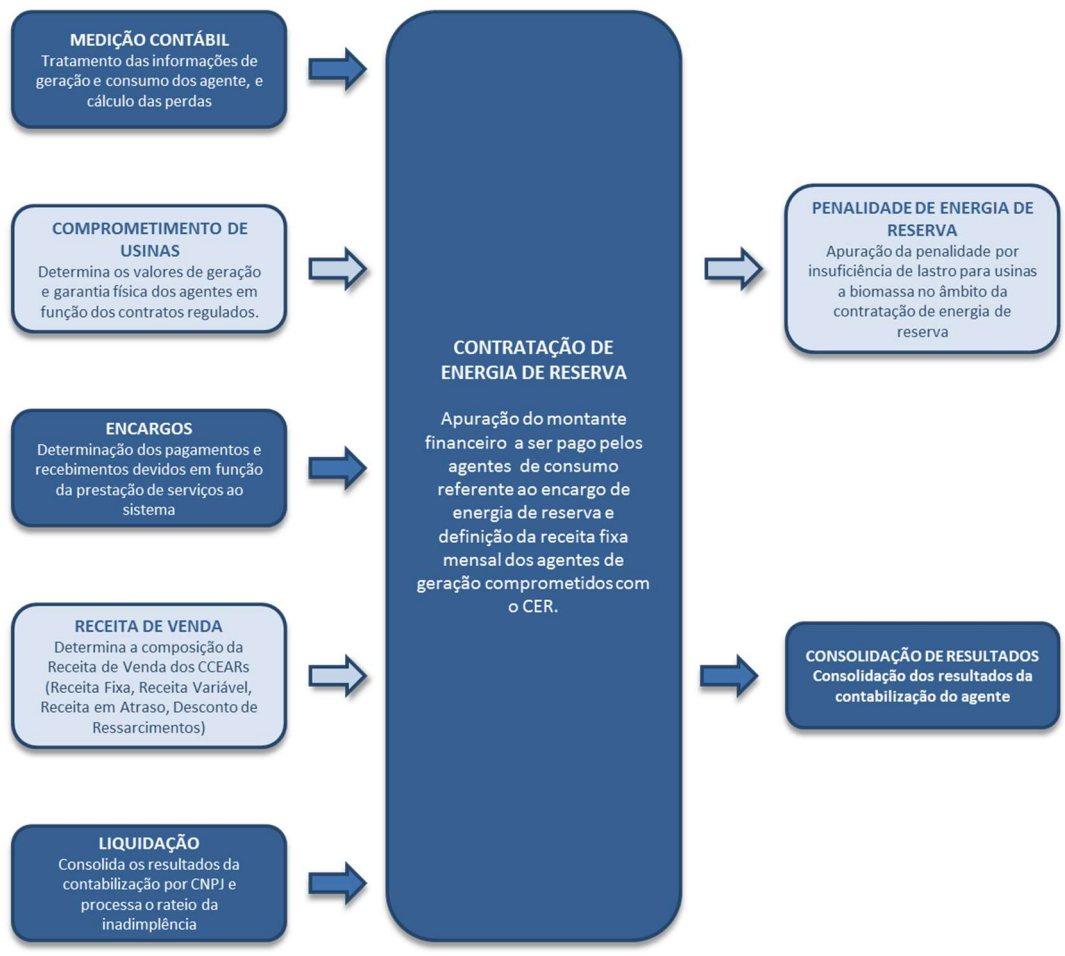 MEDIÇÃO CONTÁBIL
Tratamento das informações de
geração e consumo dos agente, e
cálculo das perdas
COMPROMETIMENTO DE
USINAS
Determina os valores de geração
e garantia física dos agentes em
função dos contratos regulados.
ENCARGOS
Determinação dos pagamentos e
recebimentos devidos em função
da prestação de serviços ao
sistema
RECEITA DE VENDA
Determina a composição da
Receita de Venda dos CCEARs
(Receita Fixa, Receita Variável,
Receita em Atraso, Desconto de
Ressarcimentos)
LIQUIDAÇÃO
Consolida os resultados da
contabilização por CNPJ e
processa o rateio da
inadimplência
CONTRATAÇÃO DE
ENERGIA DE RESERVA
Apuração do montante
financeiro a ser pago pelos
agentes de consumo
referente ao encargo de
energia de reserva e
definição da receita fixa
mensal dos agentes de
geração comprometidos com
o CER.
PENALIDADE DE ENERGIA DE
RESERVA
Apuração da penalidade por
insuficiência de lastro para usinas
a biomassa no âmbito da
contratação de energia de
reserva
CONSOLIDAÇÃO DE RESULTADOS
Consolidação dos resultados da
contabilização do agente